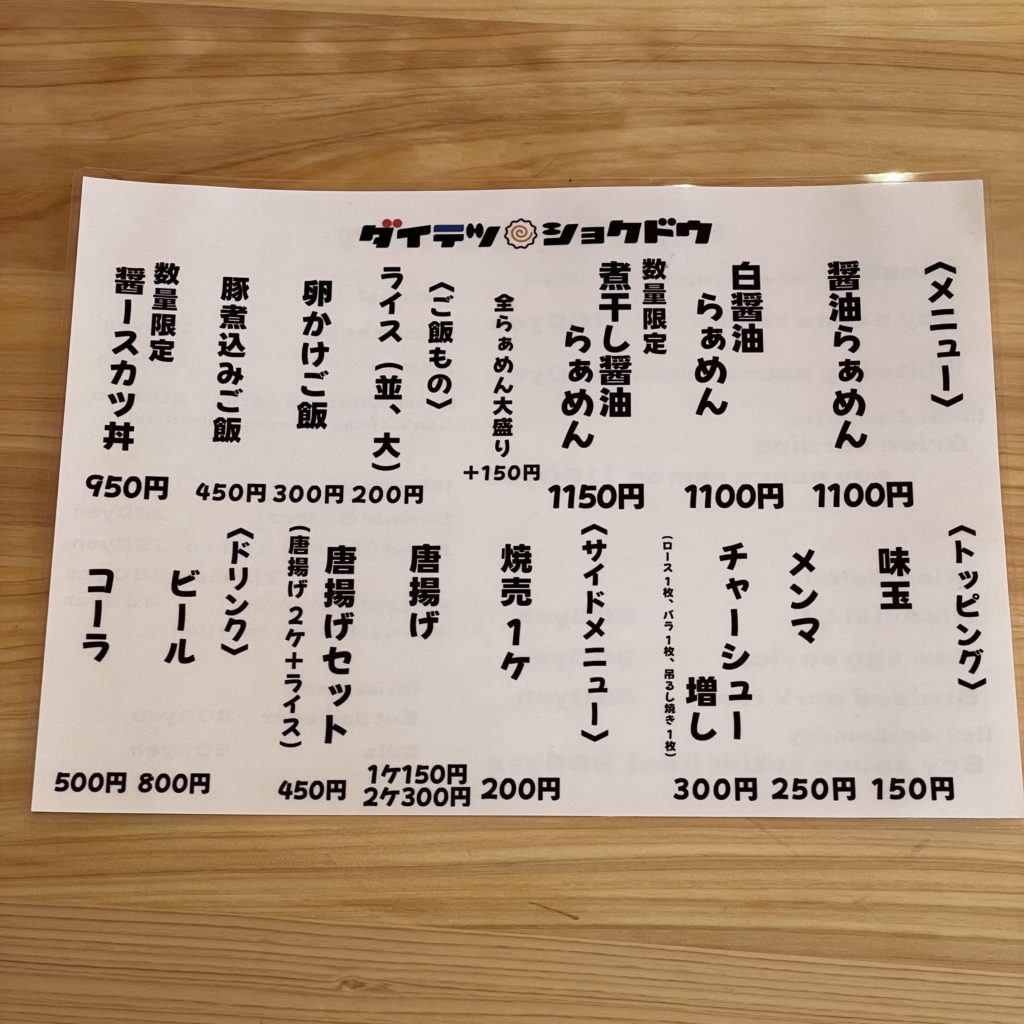 ダイテツ ショクドウ
〈メニュー〉
醤油らぁめん
1100円
白醤油
らぁめん
1100円
数量限定
煮干し醤油
らぁめん
1150円
全らぁめん大盛り
+150円
〈ご飯もの〉
ライス(並、大)
200円
卵かけご飯
300円
豚煮込みご飯
450円
数量限定
醤ースカツ丼
950円
〈トッピング〉
味玉
150円
メンマ
250円
チャーシュー
増し
(ロース1枚、バラ1枚、吊るし焼き1枚)
300円
〈サイドメニュー〉
焼売1ケ
200円
唐揚げ
1ケ150円
2ケ300円
唐揚げセット
(唐揚げ2ケ+ライス)
450円
〈ドリンク〉
ビール
800円
コーラ
500円